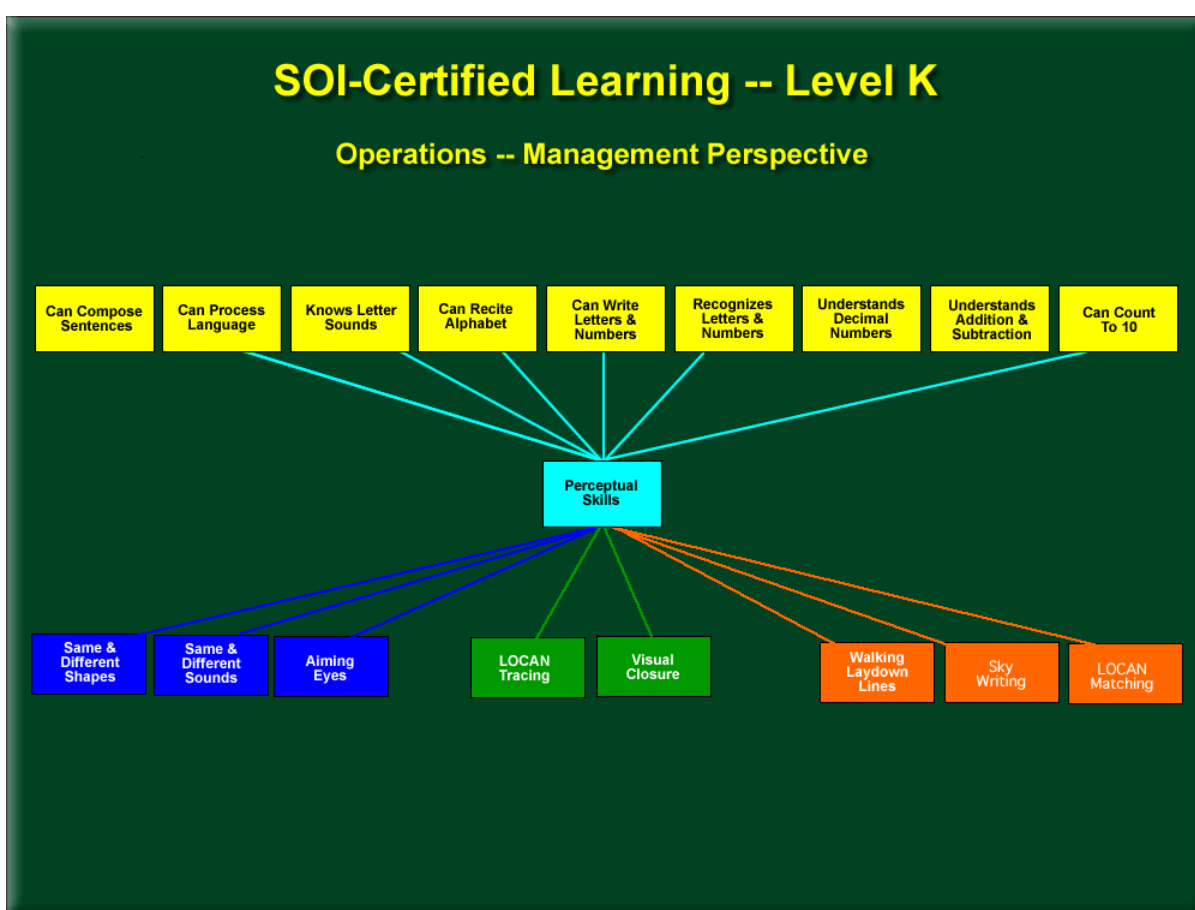 SOI-Certified Learning -- Level K
Operations -- Management Perspective
Can Compose
Sentences
Can Process
Language
Knows Letter
Sounds
Can Recite
Alphabet
Can Write
Letters &
Numbers
Recognizes
Letters &
Numbers
Understands
Decimal
Numbers
Understands
Addition &
Subtraction
Can Count
To 10
Perceptual
Skills
Same &
Different
Shapes
Same &
Different
Sounds
Aiming
Eyes
LOCAN
Tracing
Visual
Closure
Walking
Laydown
Lines
Sky
Writing
LOCAN
Matching